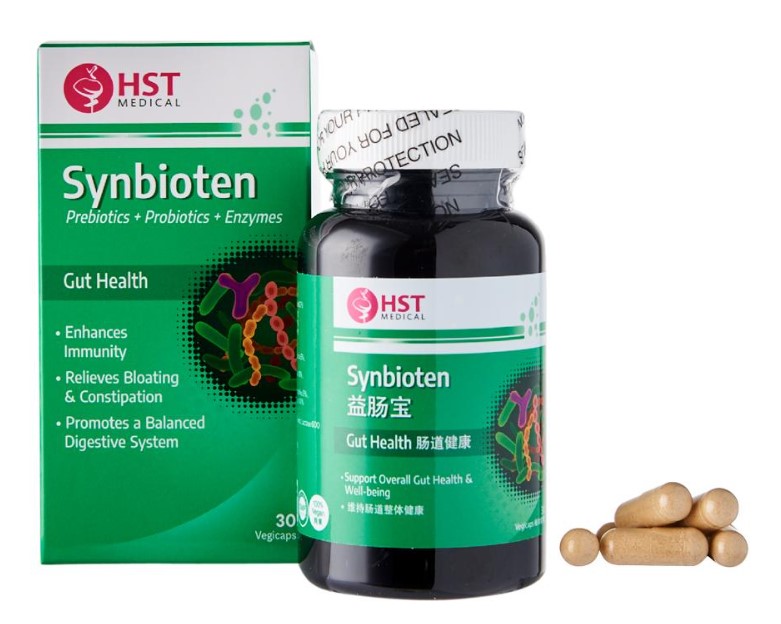 HST
MEDICAL
Synbioten
Prebiotics + Probiotics + Enzymes
Gut Health
• Enhances
Immunity
• Relieves Bloating
& Constipation
• Promotes a Balanced
Digestive System
30
Vegicaps
SEALED FOR YOUR
PROTECTION
HST
MEDICAL
Synbioten
益肠宝
Gut Health 肠道健康
• Support Overall Gut Health &
Well-being
• 维持肠道整体健康
100%
Vegan